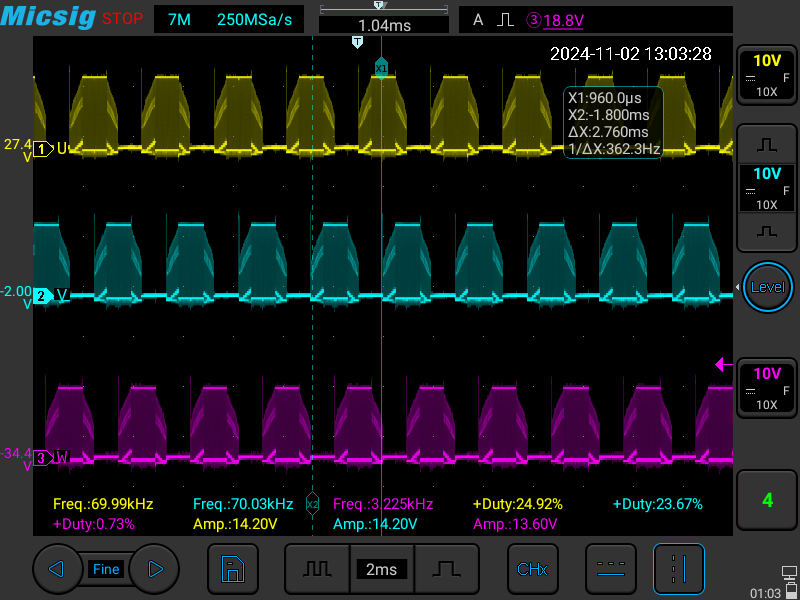 Micsig STOP 7M 250MSa/s T 1.04ms A 3 18.8V
T
2024-11-02 13:03:28
10V
F
10X
X1
X1:960.0µs
X2:-1.800ms
ΔX:2.760ms
1/ΔX:362.3Hz
27.4 V 1 U
10V
F
10X
-2.00 V 2 V
Level
10V
F
10X
-34.4 V 3 W
Freq.:69.99kHz Freq.:70.03kHz X2 Freq.:3.225kHz +Duty:24.92% +Duty:23.67%
+Duty:0.73% Amp.:14.20V Amp.:14.20V Amp.:13.60V
4
Fine 2ms CHx
01:03